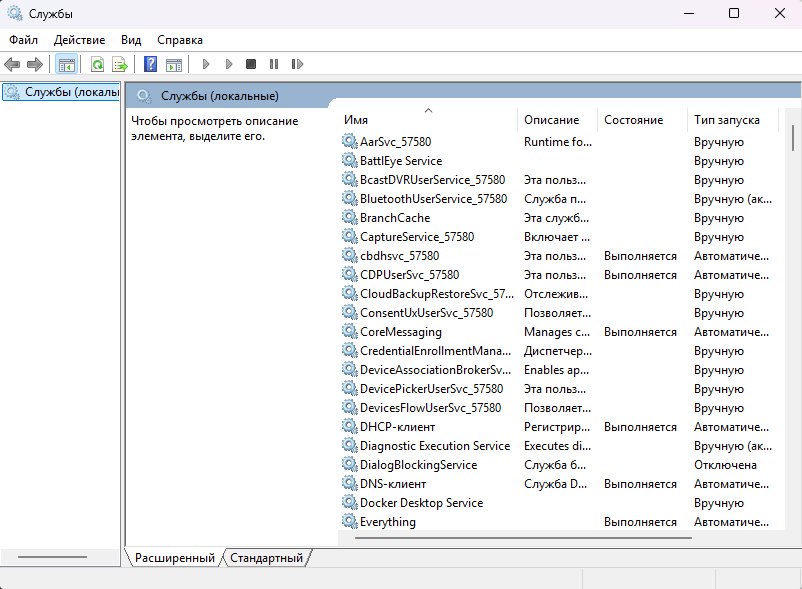 Службы
Файл Действие Вид Справка
Службы (локаль
Службы (локальные)
Чтобы просмотреть описание
элемента, выделите его.
Имя Описание Состояние Тип запуска
AarSvc_57580 Runtime fo... Вручную
BattlEye Service Вручную
BcastDVRUserService_57580 Эта польз... Вручную
BluetoothUserService_57580 Служба п... Вручную (ак...
BranchCache Эта служб... Вручную
CaptureService_57580 Включает ... Вручную
cbdhsvc_57580 Эта польз... Выполняется Автоматиче...
CDPUserSvc_57580 Эта польз... Выполняется Автоматиче...
CloudBackupRestoreSvc_57... Отслежив... Вручную
ConsentUxUserSvc_57580 Позволяет... Вручную
CoreMessaging Manages c... Выполняется Автоматиче...
CredentialEnrollmentMana... Диспетчер... Вручную
DeviceAssociationBrokerSv... Enables ap... Вручную
DevicePickerUserSvc_57580 Эта польз... Вручную
DevicesFlowUserSvc_57580 Позволяет... Вручную
DHCP-клиент Регистрир... Выполняется Автоматиче...
Diagnostic Execution Service Executes di... Вручную (ак...
DialogBlockingService Служба б... Отключена
DNS-клиент Служба D... Выполняется Автоматиче...
Docker Desktop Service Вручную
Everything Выполняется Автоматиче...
Расширенный Стандартный